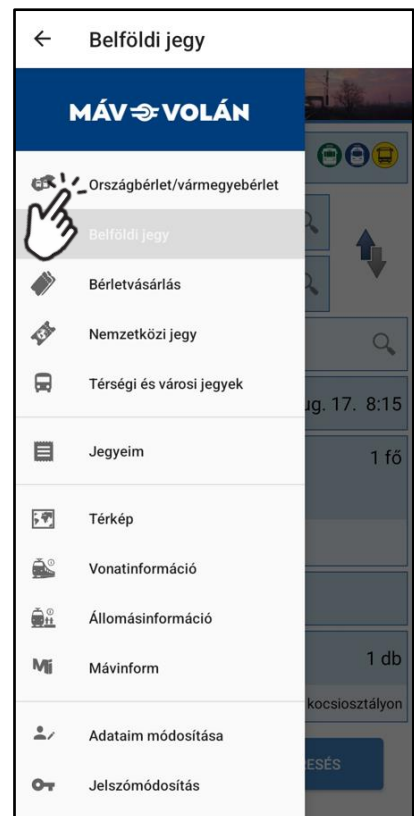 Belföldi jegy
MÁV VOLÁN
Országbérlet/vármegyebérlet
Belföldi jegy
Bérletvásárlás
Nemzetközi jegy
Térségi és városi jegyek
ug. 17. 8:15
Jegyeim
1 fő
Térkép
Vonatinformáció
Állomásinformáció
Mávinform
1 db
kocsiosztályon
Adataim módosítása
ESÉS
Jelszómódosítás